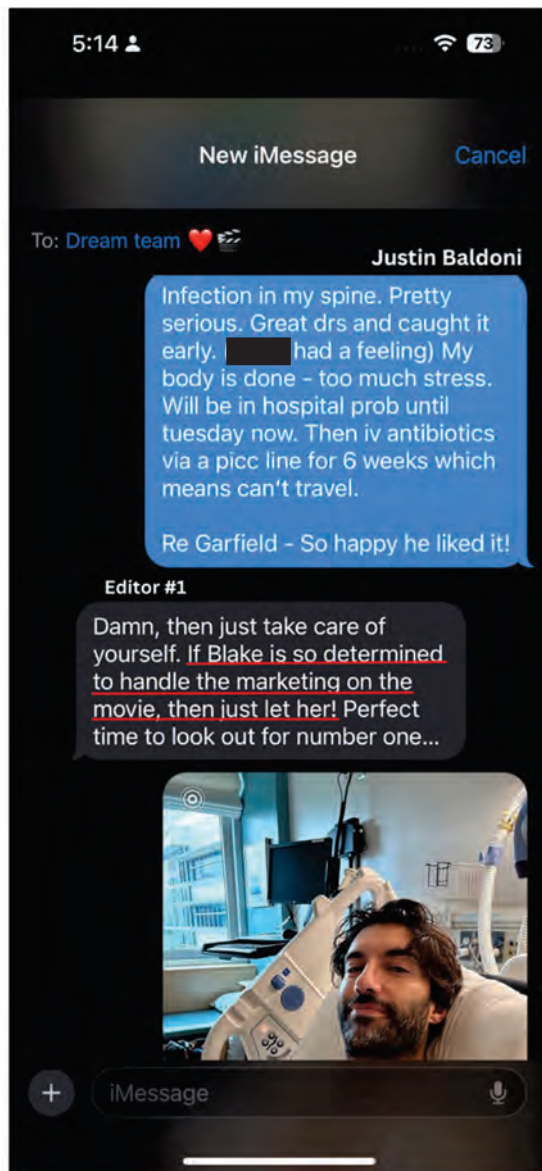 5:14
73
New iMessage
Cancel
To: Dream team ❤️🎬
Justin Baldoni
Infection in my spine. Pretty
serious. Great drs and caught it
early. ( had a feeling) My
body is done - too much stress.
Will be in hospital prob until
tuesday now. Then iv antibiotics
via a picc line for 6 weeks which
means can't travel.
Re Garfield - So happy he liked it!
Editor #1
Damn, then just take care of
yourself. If Blake is so determined
to handle the marketing on the
movie, then just let her! Perfect
time to look out for number one...
iMessage